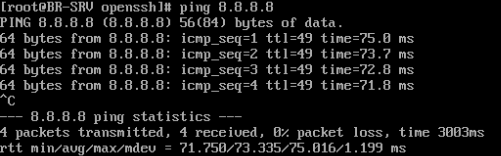 [root@BR-SRV openssh]# ping 8.8.8.8
PING 8.8.8.8 (8.8.8.8) 56(84) bytes of data.
64 bytes from 8.8.8.8: icmp_seq=1 ttl=49 time=75.0 ms
64 bytes from 8.8.8.8: icmp_seq=2 ttl=49 time=73.7 ms
64 bytes from 8.8.8.8: icmp_seq=3 ttl=49 time=72.8 ms
64 bytes from 8.8.8.8: icmp_seq=4 ttl=49 time=71.8 ms
^C
--- 8.8.8.8 ping statistics ---
4 packets transmitted, 4 received, 0% packet loss, time 3003ms
rtt min/avg/max/mdev = 71.750/73.335/75.016/1.199 ms